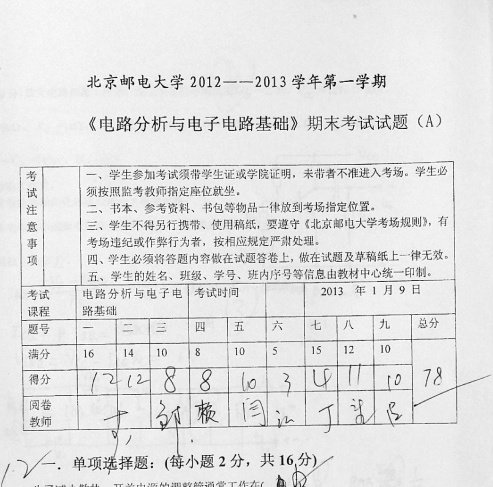 北京邮电大学2012——2013学年第一学期
《电路分析与电子电路基础》期末考试试题（A）
考试注意事项
一、学生参加考试须带学生证或学院证明，未带者不准进入考场。学生必
须按照监考教师指定座位就坐。
二、书本、参考资料、书包等物品一律放到考场指定位置。
三、学生不得另行携带、使用稿纸，要遵守《北京邮电大学考场规则》，有
考场违纪或作弊行为者，按相应规定严肃处理。
四、学生必须将答题内容做在试题答卷上，做在试题及草稿纸上一律无效。
五、学生的姓名、班级、学号、班内序号等信息由教材中心统一印制。
考试课程 电路分析与电子电路基础 考试时间 2013 年 1 月 9 日
题号 一 二 三 四 五 六 七 八 九 总分
满分 16 14 10 8 10 5 15 12 10
得分 12 12 8 8 10 3 4 11 10 78
阅卷教师 邹 赖 闫 江 丁
12 一．单项选择题：(每小题 2 分，共 16 分)